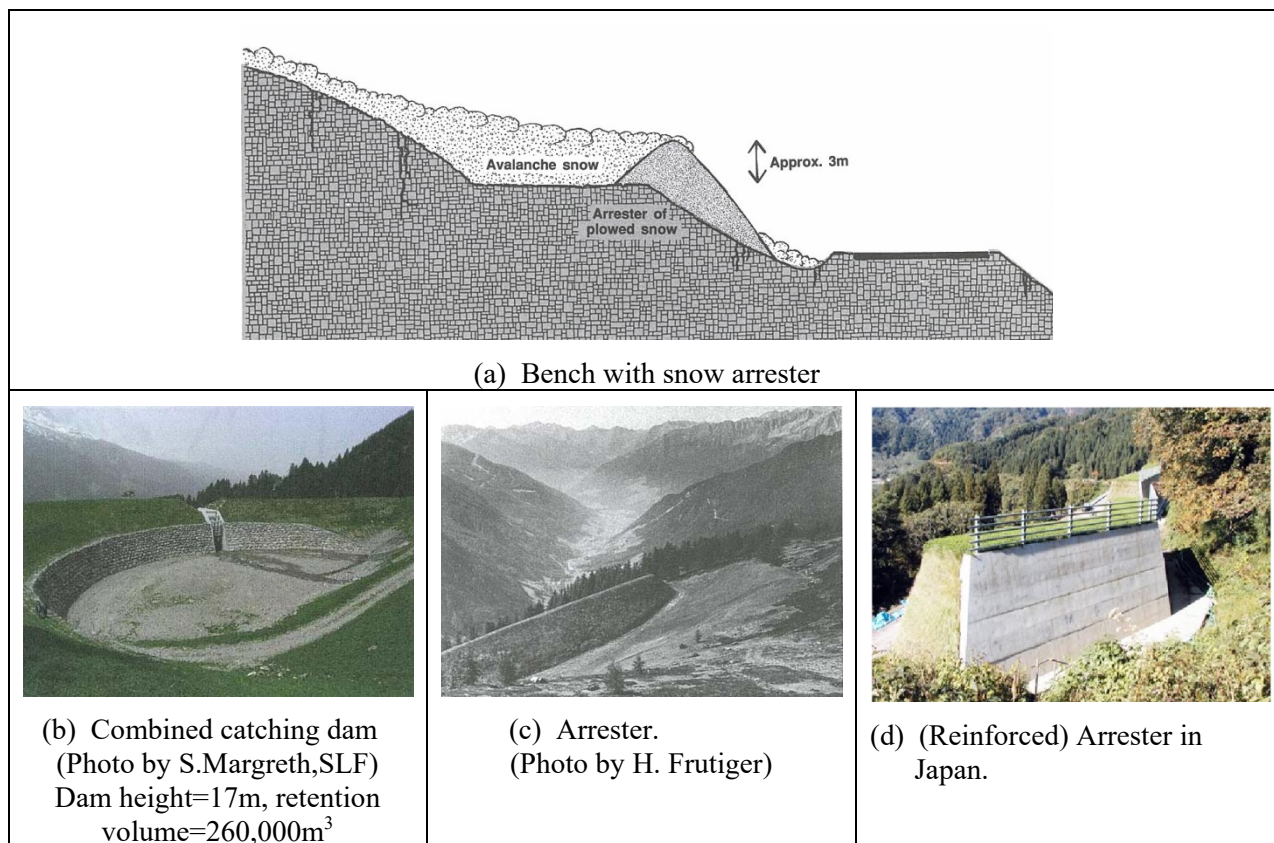 Avalanche snow
Approx. 3m
Arrester of
plowed snow
(a) Bench with snow arrester
(b) Combined catching dam
(Photo by S.Margreth,SLF)
Dam height=17m, retention
volume=260,000m³
(c) Arrester.
(Photo by H. Frutiger)
(d) (Reinforced) Arrester in
Japan.